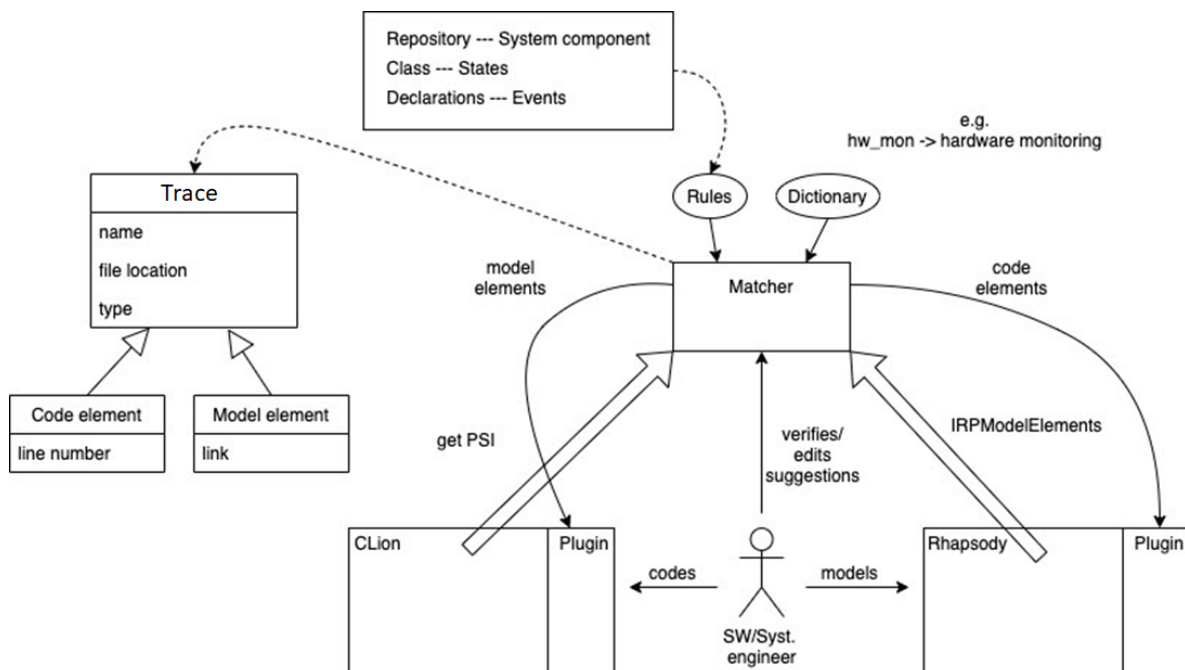 Repository --- System component
Class --- States
Declarations --- Events
e.g.
hw_mon -> hardware monitoring
Trace
name
file location
type
Rules
Dictionary
model
elements
Matcher
code
elements
Code element
line number
Model element
link
get PSI
verifies/
edits
suggestions
IRPModelElements
CLion
Plugin
codes
models
SW/Syst.
engineer
Rhapsody
Plugin